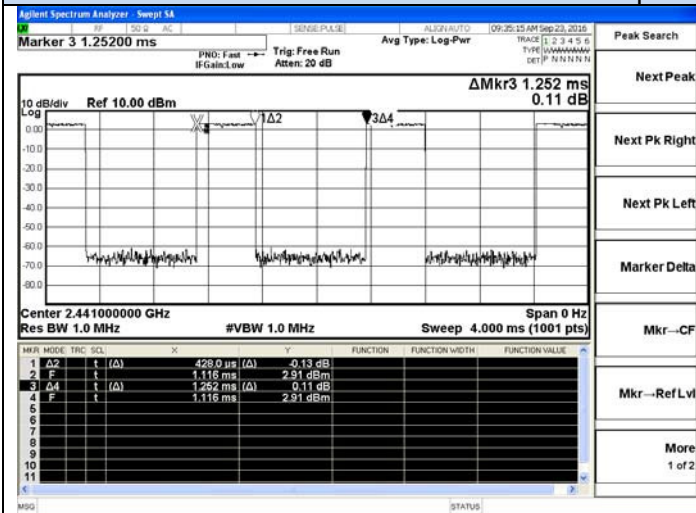 Agilent Spectrum Analyzer - Swept SA
RF 50 Ω AC SENSE:PULSE ALIGN AUTO 09:35:15 AM Sep 23, 2016
Marker 3 1.25200 ms
PNO: Fast
IFGain:Low
Trig: Free Run
Atten: 20 dB
Avg Type: Log-Pwr
TRACE 1 2 3 4 5 6
TYPE WWWWWW
DET P N N N N N
Peak Search
ΔMkr3 1.252 ms
0.11 dB
10 dB/div Ref 10.00 dBm
Log
1Δ2
3Δ4
0.00
-10.0
-20.0
-30.0
-40.0
-50.0
-60.0
-70.0
-80.0
Center 2.441000000 GHz Span 0 Hz
Res BW 1.0 MHz #VBW 1.0 MHz Sweep 4.000 ms (1001 pts)
MKR MODE TRC SCL X Y FUNCTION FUNCTION WIDTH FUNCTION VALUE
1 Δ2 t (Δ) 428.0 µs (Δ) -0.13 dB
2 F t 1.116 ms 2.91 dBm
3 Δ4 t (Δ) 1.252 ms (Δ) 0.11 dB
4 F t 1.116 ms 2.91 dBm
5
6
7
8
9
10
11
MSG STATUS
Next Peak
Next Pk Right
Next Pk Left
Marker Delta
Mkr→CF
Mkr→Ref Lvl
More
1 of 2